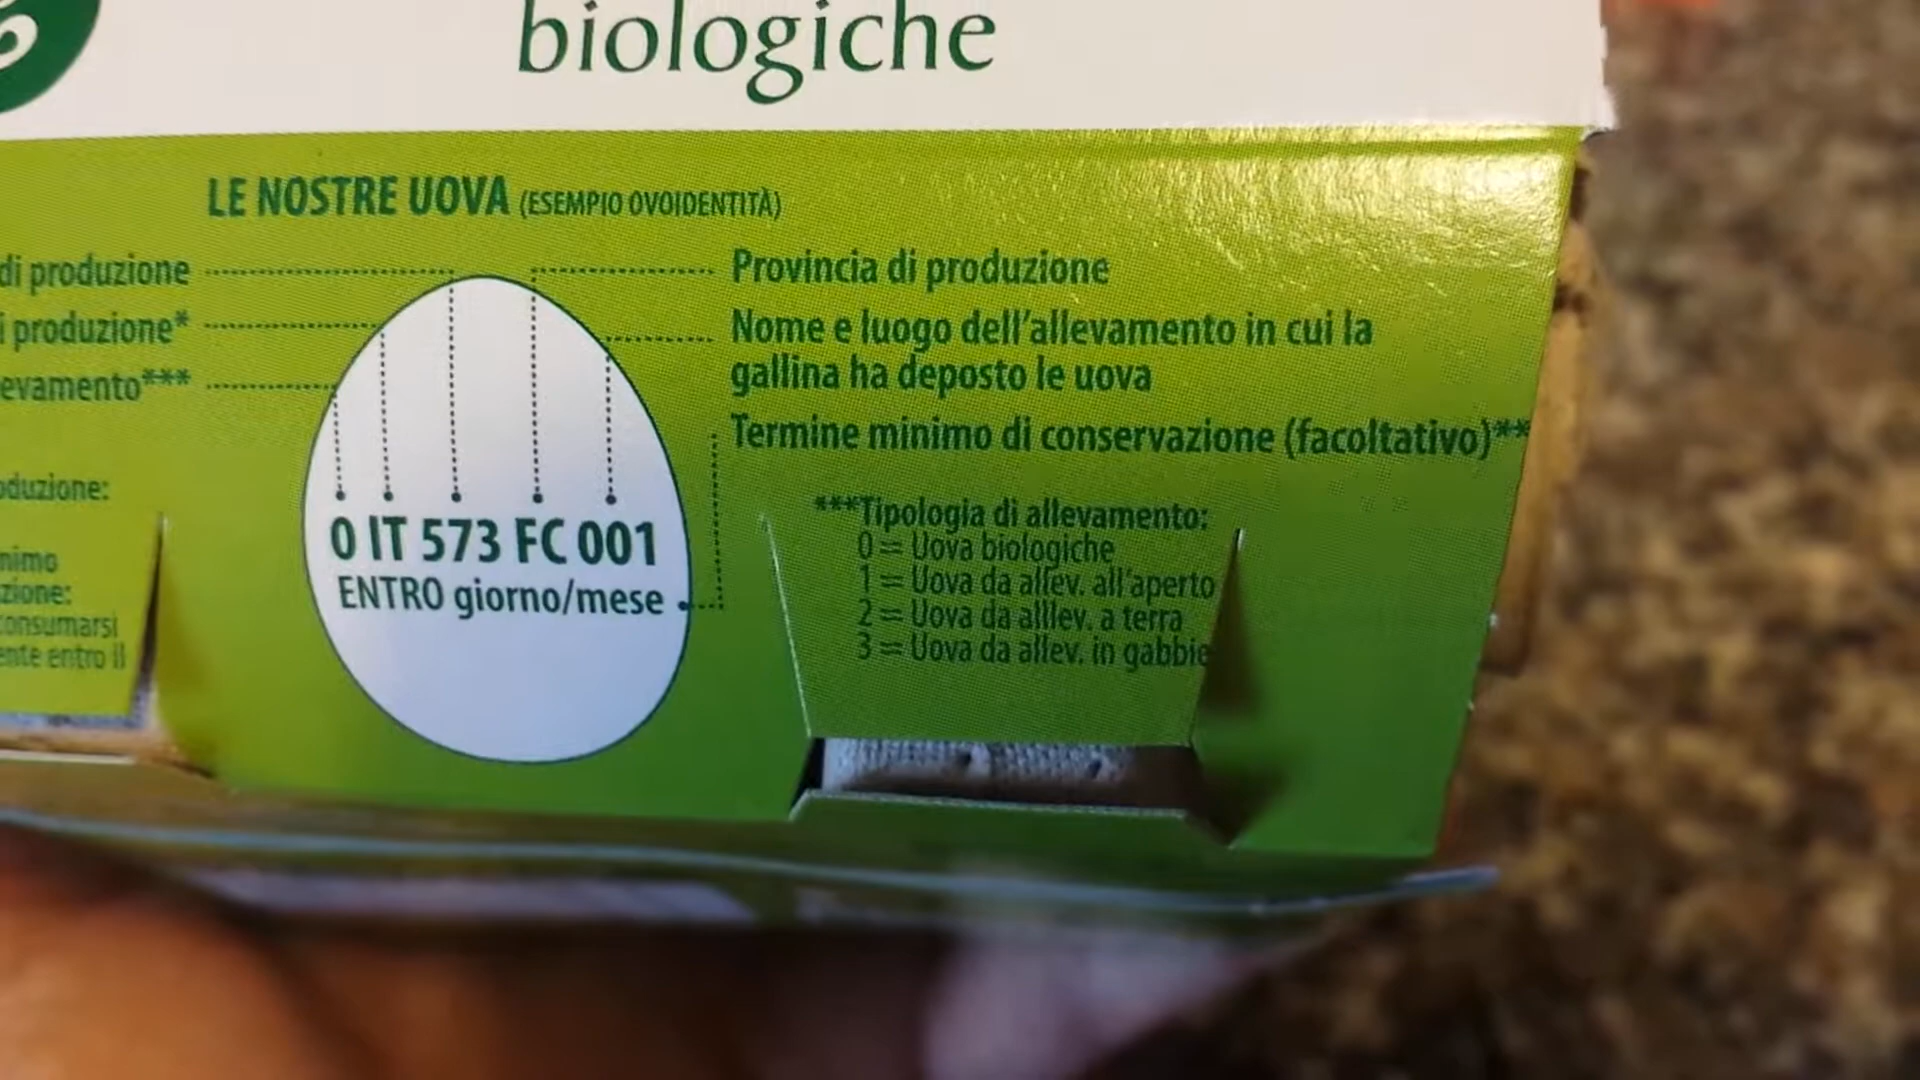 biologiche
LE NOSTRE UOVA (ESEMPIO OVOIDENTITÀ)
di produzione
i produzione*
evamento***
Provincia di produzione
Nome e luogo dell'allevamento in cui la
gallina ha deposto le uova
Termine minimo di conservazione (facoltativo)**
0 IT 573 FC 001
ENTRO giorno/mese
oduzione:
nimo
zione:
consumarsi
ente entro il
***Tipologia di allevamento:
0 = Uova biologiche
1 = Uova da allev. all'aperto
2 = Uova da alllev. a terra
3 = Uova da allev. in gabbie